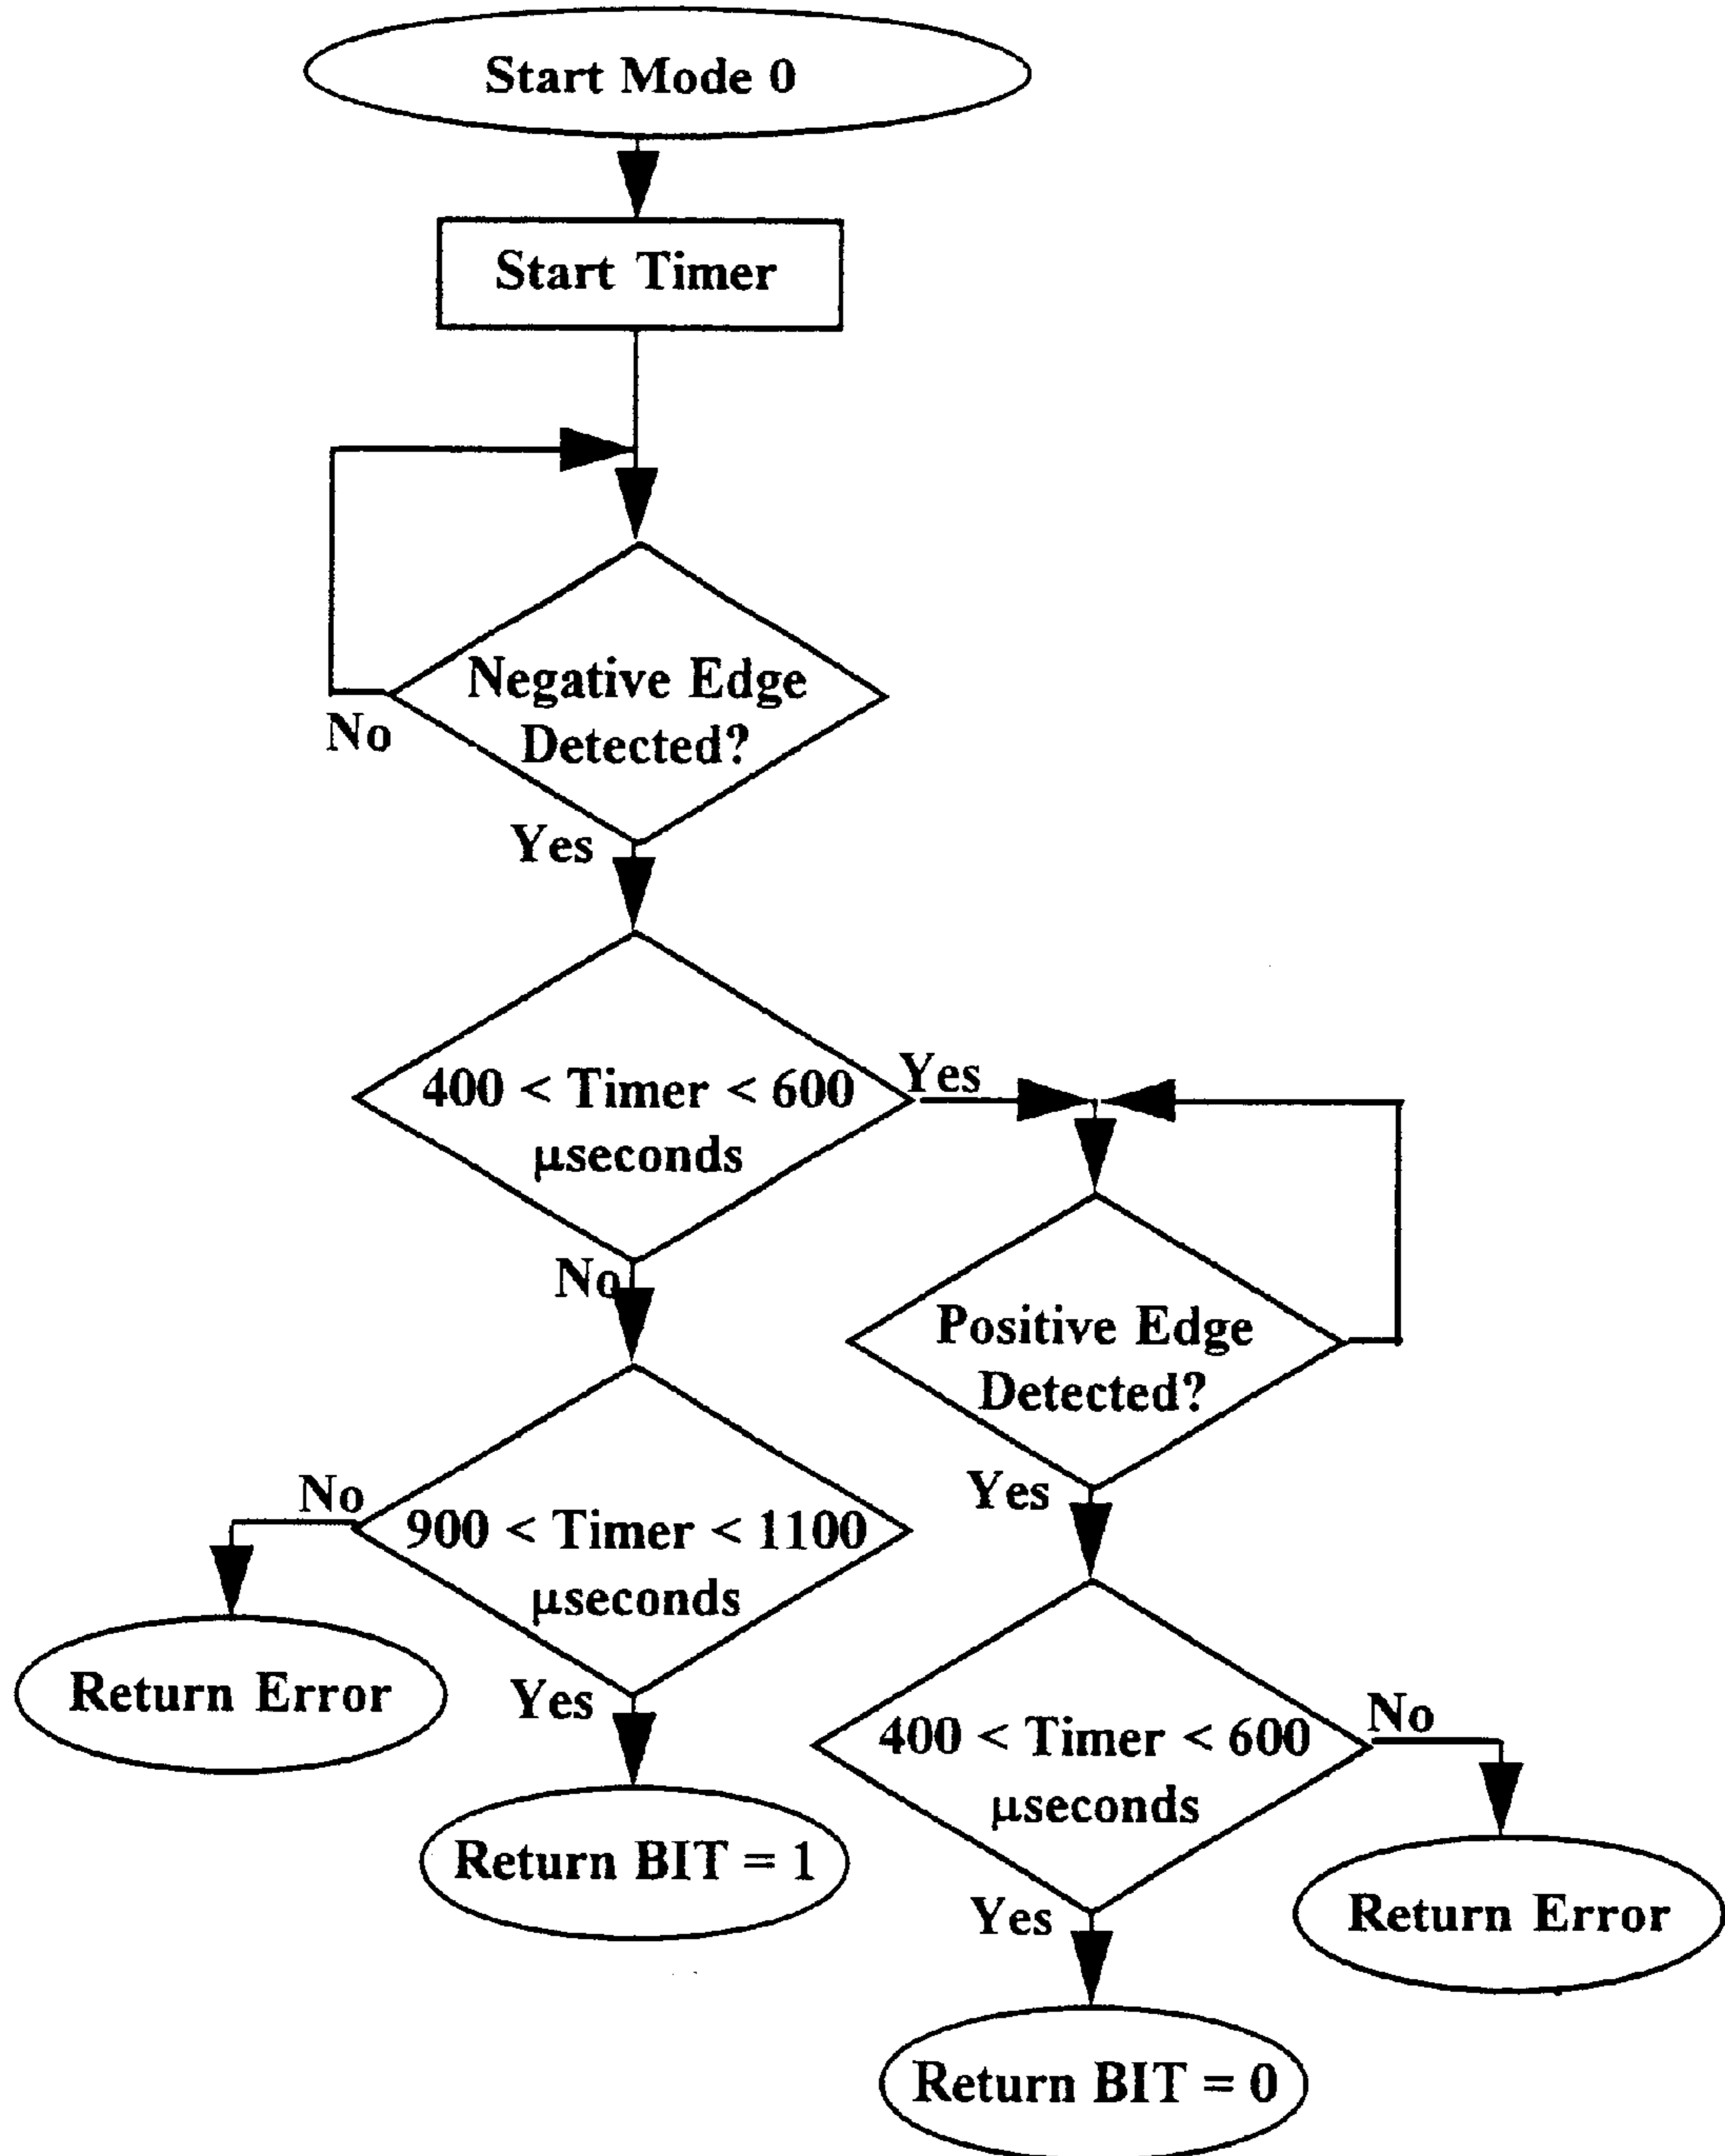 Start Mode 0
Start Timer
Negative Edge
Detected?
No
Yes
400 < Timer < 600
µseconds
Yes
No
Positive Edge
Detected?
Yes
900 < Timer < 1100
µseconds
No
Return Error
Yes
Return BIT = 1
400 < Timer < 600
µseconds
No
Return Error
Yes
Return BIT = 0